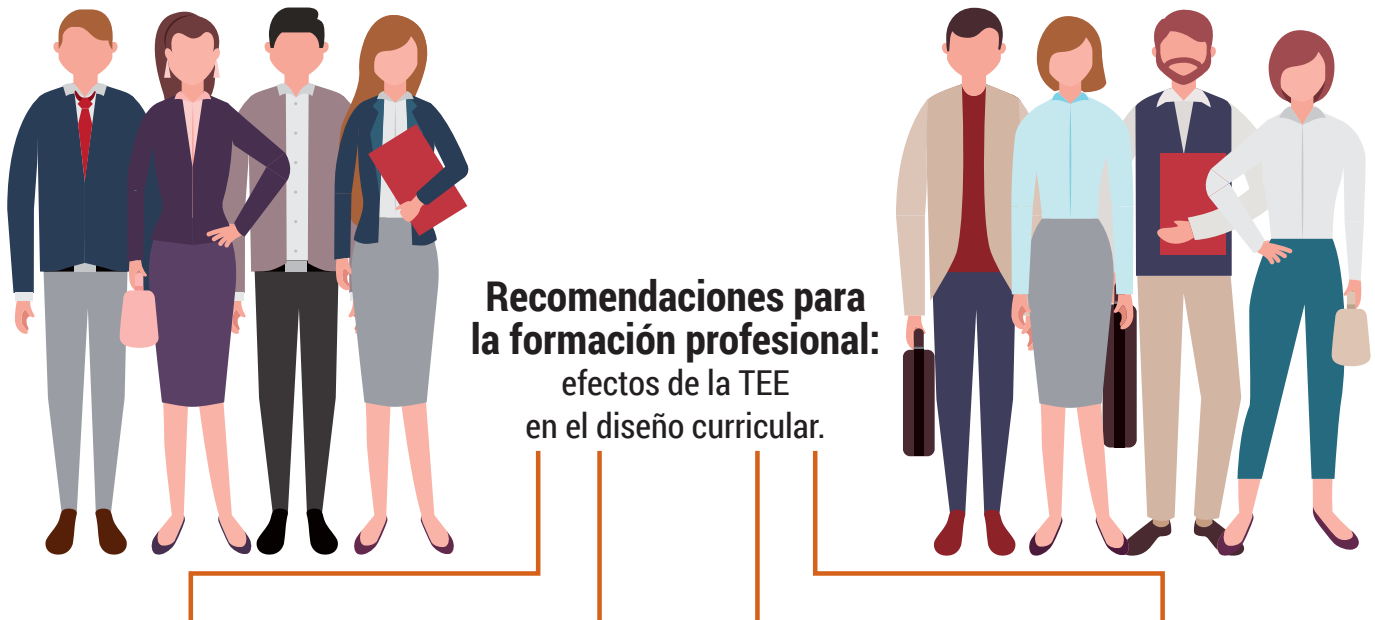 Recomendaciones para
la formación profesional:
efectos de la TEE
en el diseño curricular.